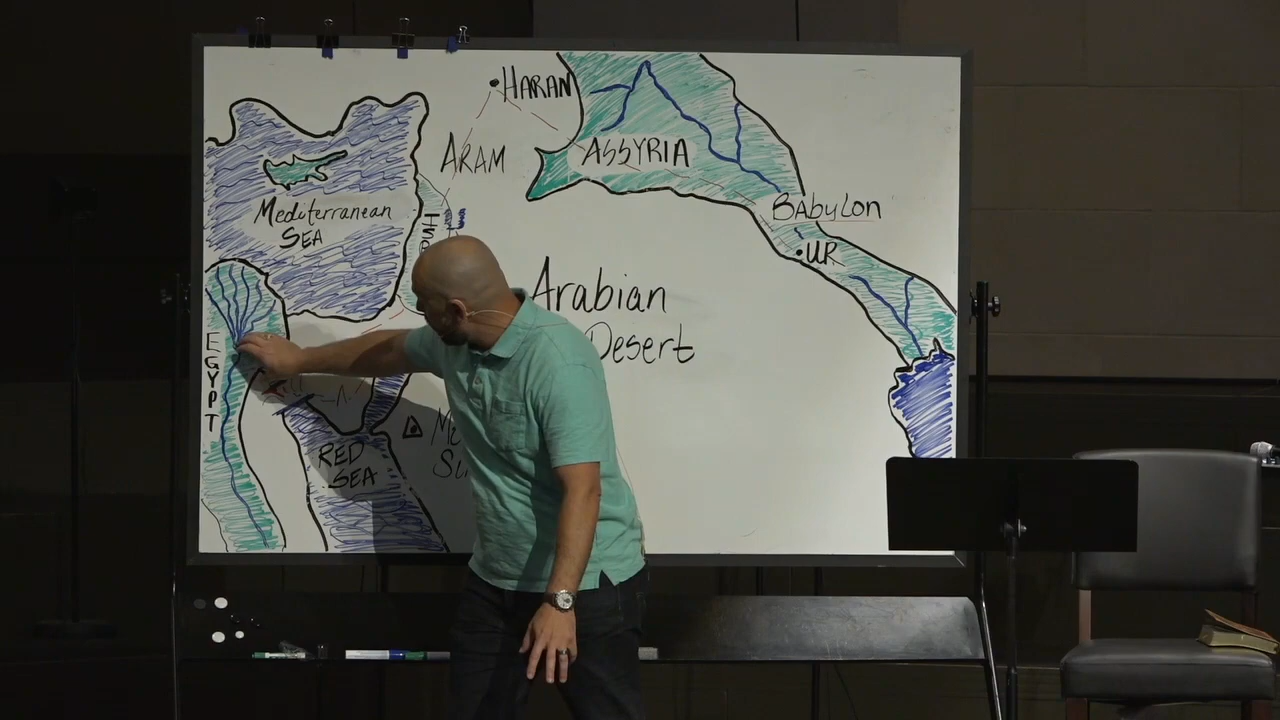 HARAN
ARAM
ASSYRIA
Mediterranean
SEA
BAbyLON
UR
Arabian
Desert
EGYPT
RED
SEA